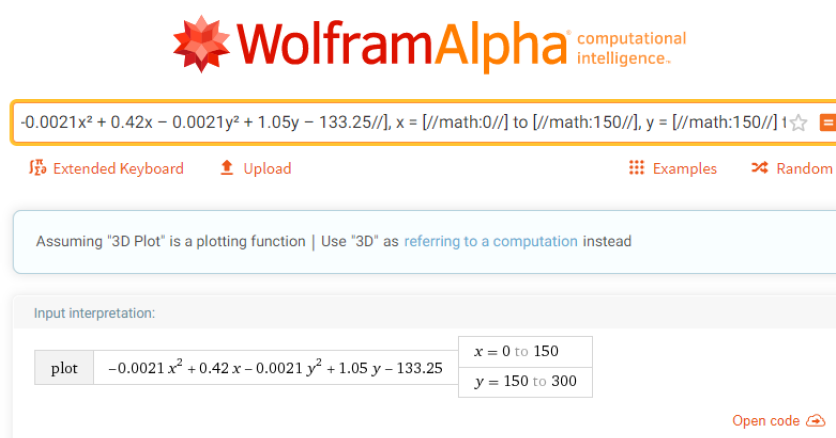 WolframAlpha computational intelligence.
-0.0021x² + 0.42x − 0.0021y² + 1.05y − 133.25//], x = [//math:0//] to [//math:150//], y = [//math:150//] t
Extended Keyboard Upload Examples Random
Assuming "3D Plot" is a plotting function | Use "3D" as referring to a computation instead
Input interpretation:
plot −0.0021 x² + 0.42 x − 0.0021 y² + 1.05 y − 133.25 x = 0 to 150
y = 150 to 300
Open code